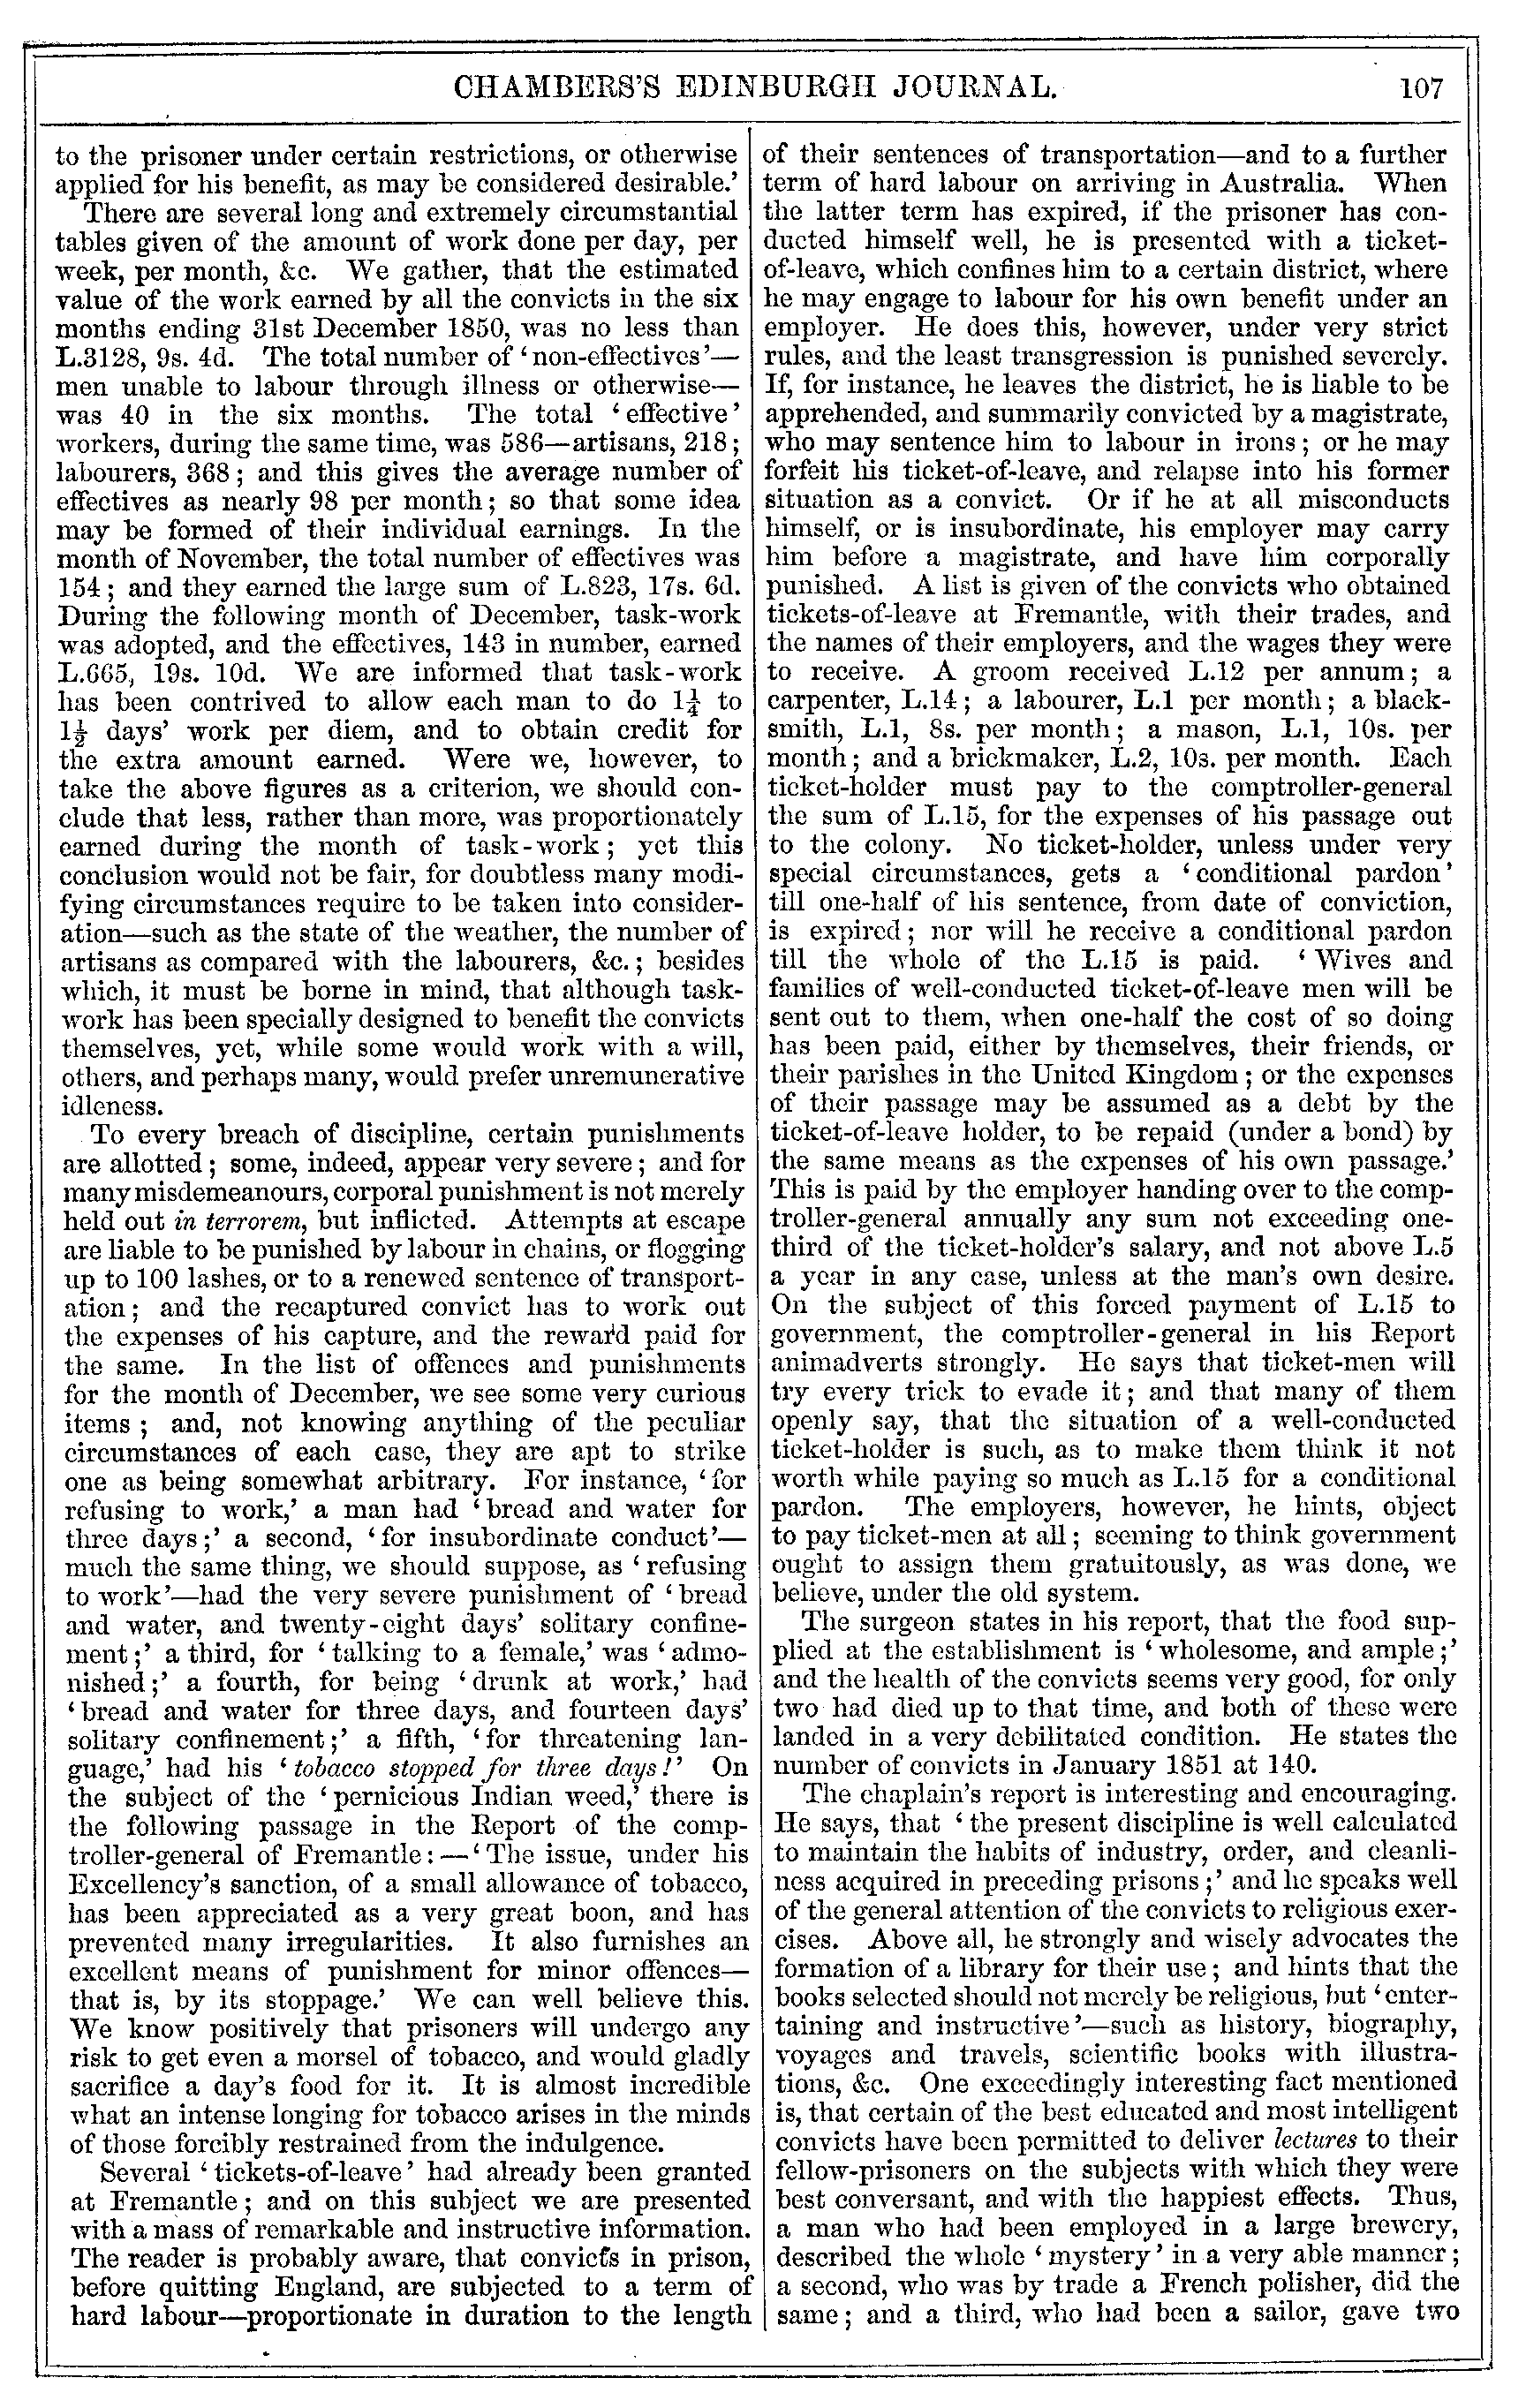 CHAMBERS'S EDINBURGH JOURNAL. 107
to the prisoner under certain restrictions, or otherwise
applied for his benefit, as may be considered desirable.'
There are several long and extremely circumstantial
tables given of the amount of work done per day, per
week, per month, &c. We gather, that the estimated
value of the work earned by all the convicts in the six
months ending 31st December 1850, was no less than
L.3128, 9s. 4d. The total number of 'non-effectives'—
men unable to labour through illness or otherwise—
was 40 in the six months. The total 'effective'
workers, during the same time, was 586—artisans, 218;
labourers, 368; and this gives the average number of
effectives as nearly 98 per month; so that some idea
may be formed of their individual earnings. In the
month of November, the total number of effectives was
154; and they earned the large sum of L.823, 17s. 6d.
During the following month of December, task-work
was adopted, and the effectives, 143 in number, earned
L.665, 19s. 10d. We are informed that task-work
has been contrived to allow each man to do 1¼ to
1½ days' work per diem, and to obtain credit for
the extra amount earned. Were we, however, to
take the above figures as a criterion, we should con-
clude that less, rather than more, was proportionately
earned during the month of task-work; yet this
conclusion would not be fair, for doubtless many modi-
fying circumstances require to be taken into consider-
ation—such as the state of the weather, the number of
artisans as compared with the labourers, &c.; besides
which, it must be borne in mind, that although task-
work has been specially designed to benefit the convicts
themselves, yet, while some would work with a will,
others, and perhaps many, would prefer unremunerative
idleness.
To every breach of discipline, certain punishments
are allotted; some, indeed, appear very severe; and for
many misdemeanours, corporal punishment is not merely
held out in terrorem, but inflicted. Attempts at escape
are liable to be punished by labour in chains, or flogging
up to 100 lashes, or to a renewed sentence of transport-
ation; and the recaptured convict has to work out
the expenses of his capture, and the reward paid for
the same. In the list of offences and punishments
for the month of December, we see some very curious
items; and, not knowing anything of the peculiar
circumstances of each case, they are apt to strike
one as being somewhat arbitrary. For instance, 'for
refusing to work,' a man had 'bread and water for
three days;' a second, 'for insubordinate conduct'—
much the same thing, we should suppose, as 'refusing
to work'—had the very severe punishment of 'bread
and water, and twenty-eight days' solitary confine-
ment;' a third, for 'talking to a female,' was 'admo-
nished;' a fourth, for being 'drunk at work,' had
'bread and water for three days, and fourteen days'
solitary confinement;' a fifth, 'for threatening lan-
guage,' had his 'tobacco stopped for three days!' On
the subject of the 'pernicious Indian weed,' there is
the following passage in the Report of the comp-
troller-general of Fremantle:—'The issue, under his
Excellency's sanction, of a small allowance of tobacco,
has been appreciated as a very great boon, and has
prevented many irregularities. It also furnishes an
excellent means of punishment for minor offences—
that is, by its stoppage.' We can well believe this.
We know positively that prisoners will undergo any
risk to get even a morsel of tobacco, and would gladly
sacrifice a day's food for it. It is almost incredible
what an intense longing for tobacco arises in the minds
of those forcibly restrained from the indulgence.
Several 'tickets-of-leave' had already been granted
at Fremantle; and on this subject we are presented
with a mass of remarkable and instructive information.
The reader is probably aware, that convicts in prison,
before quitting England, are subjected to a term of
hard labour—proportionate in duration to the length
of their sentences of transportation—and to a further
term of hard labour on arriving in Australia. When
the latter term has expired, if the prisoner has con-
ducted himself well, he is presented with a ticket-
of-leave, which confines him to a certain district, where
he may engage to labour for his own benefit under an
employer. He does this, however, under very strict
rules, and the least transgression is punished severely.
If, for instance, he leaves the district, he is liable to be
apprehended, and summarily convicted by a magistrate,
who may sentence him to labour in irons; or he may
forfeit his ticket-of-leave, and relapse into his former
situation as a convict. Or if he at all misconducts
himself, or is insubordinate, his employer may carry
him before a magistrate, and have him corporally
punished. A list is given of the convicts who obtained
tickets-of-leave at Fremantle, with their trades, and
the names of their employers, and the wages they were
to receive. A groom received L.12 per annum; a
carpenter, L.14; a labourer, L.1 per month; a black-
smith, L.1, 8s. per month; a mason, L.1, 10s. per
month; and a brickmaker, L.2, 10s. per month. Each
ticket-holder must pay to the comptroller-general
the sum of L.15, for the expenses of his passage out
to the colony. No ticket-holder, unless under very
special circumstances, gets a 'conditional pardon'
till one-half of his sentence, from date of conviction,
is expired; nor will he receive a conditional pardon
till the whole of the L.15 is paid. 'Wives and
families of well-conducted ticket-of-leave men will be
sent out to them, when one-half the cost of so doing
has been paid, either by themselves, their friends, or
their parishes in the United Kingdom; or the expenses
of their passage may be assumed as a debt by the
ticket-of-leave holder, to be repaid (under a bond) by
the same means as the expenses of his own passage.'
This is paid by the employer handing over to the comp-
troller-general annually any sum not exceeding one-
third of the ticket-holder's salary, and not above L.5
a year in any case, unless at the man's own desire.
On the subject of this forced payment of L.15 to
government, the comptroller-general in his Report
animadverts strongly. He says that ticket-men will
try every trick to evade it; and that many of them
openly say, that the situation of a well-conducted
ticket-holder is such, as to make them think it not
worth while paying so much as L.15 for a conditional
pardon. The employers, however, he hints, object
to pay ticket-men at all; seeming to think government
ought to assign them gratuitously, as was done, we
believe, under the old system.
The surgeon states in his report, that the food sup-
plied at the establishment is 'wholesome, and ample;'
and the health of the convicts seems very good, for only
two had died up to that time, and both of these were
landed in a very debilitated condition. He states the
number of convicts in January 1851 at 140.
The chaplain's report is interesting and encouraging.
He says, that 'the present discipline is well calculated
to maintain the habits of industry, order, and cleanli-
ness acquired in preceding prisons;' and he speaks well
of the general attention of the convicts to religious exer-
cises. Above all, he strongly and wisely advocates the
formation of a library for their use; and hints that the
books selected should not merely be religious, but 'enter-
taining and instructive'—such as history, biography,
voyages and travels, scientific books with illustra-
tions, &c. One exceedingly interesting fact mentioned
is, that certain of the best educated and most intelligent
convicts have been permitted to deliver lectures to their
fellow-prisoners on the subjects with which they were
best conversant, and with the happiest effects. Thus,
a man who had been employed in a large brewery,
described the whole 'mystery' in a very able manner;
a second, who was by trade a French polisher, did the
same; and a third, who had been a sailor, gave two